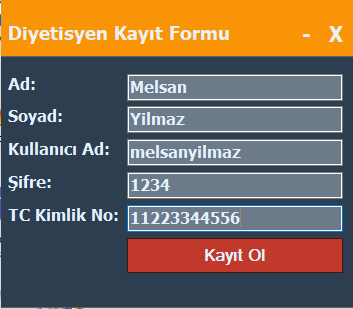 Diyetisyen Kayıt Formu - X
Ad: Melsan
Soyad: Yilmaz
Kullanıcı Ad: melsanyilmaz
Şifre: 1234
TC Kimlik No: 11223344556
Kayıt Ol